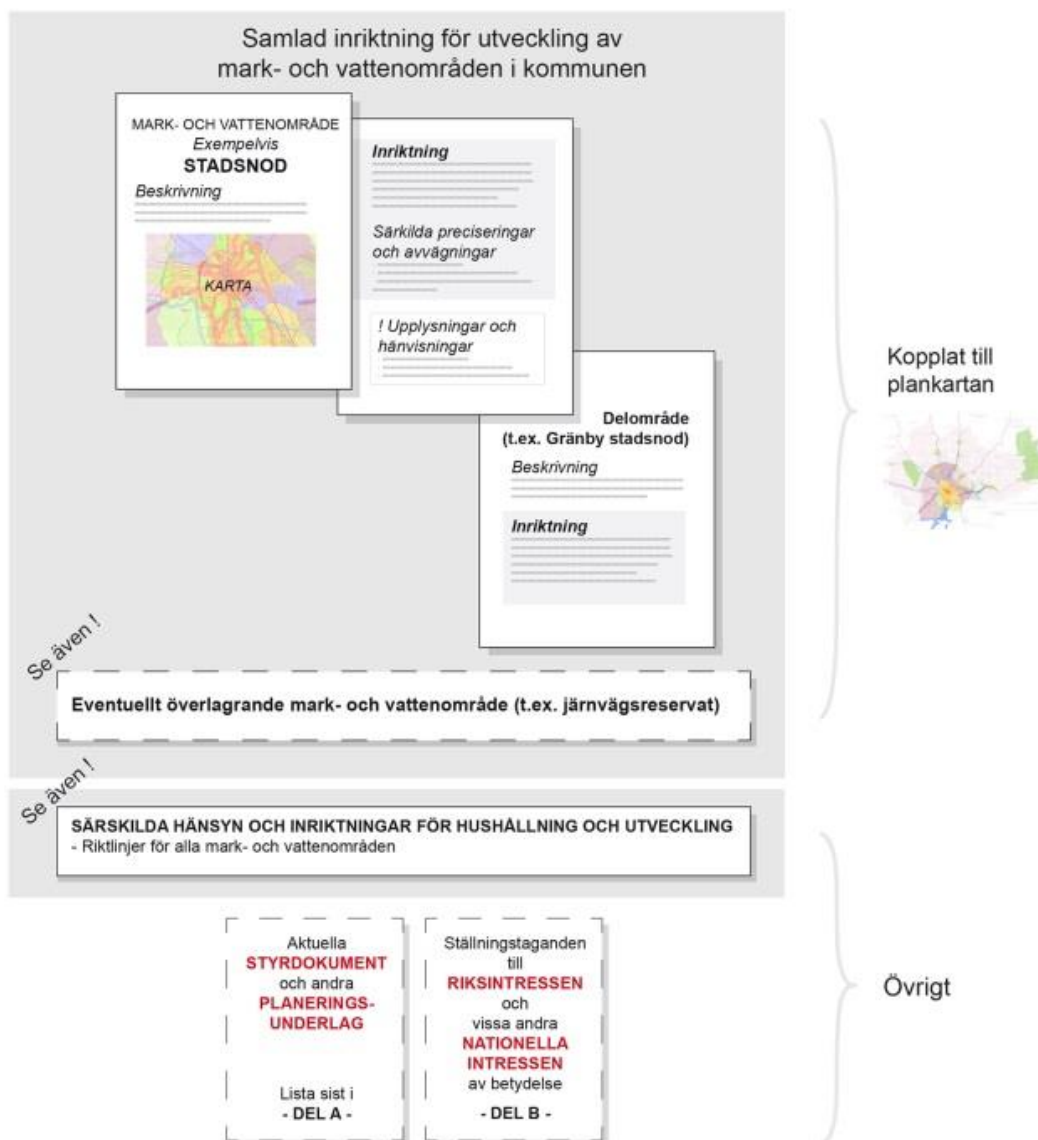 Samlad inriktning för utveckling av
mark- och vattenområden i kommunen
MARK- OCH VATTENOMRÅDE
Exempelvis
STADSNOD
Beskrivning
KARTA
Inriktning
Särkilda preciseringar
och avvägningar
! Upplysningar och
hänvisningar
Delområde
(t.ex. Gränby stadsnod)
Beskrivning
Inriktning
Kopplat till
plankartan
Se även !
Eventuellt överlagrande mark- och vattenområde (t.ex. järnvägsreservat)
Se även !
SÄRSKILDA HÄNSYN OCH INRIKTNINGAR FÖR HUSHÅLLNING OCH UTVECKLING
- Riktlinjer för alla mark- och vattenområden
Aktuella
STYRDOKUMENT
och andra
PLANERINGS-
UNDERLAG
Lista sist i
- DEL A -
Ställningstaganden
till
RIKSINTRESSEN
och
vissa andra
NATIONELLA
INTRESSEN
av betydelse
- DEL B -
Övrigt